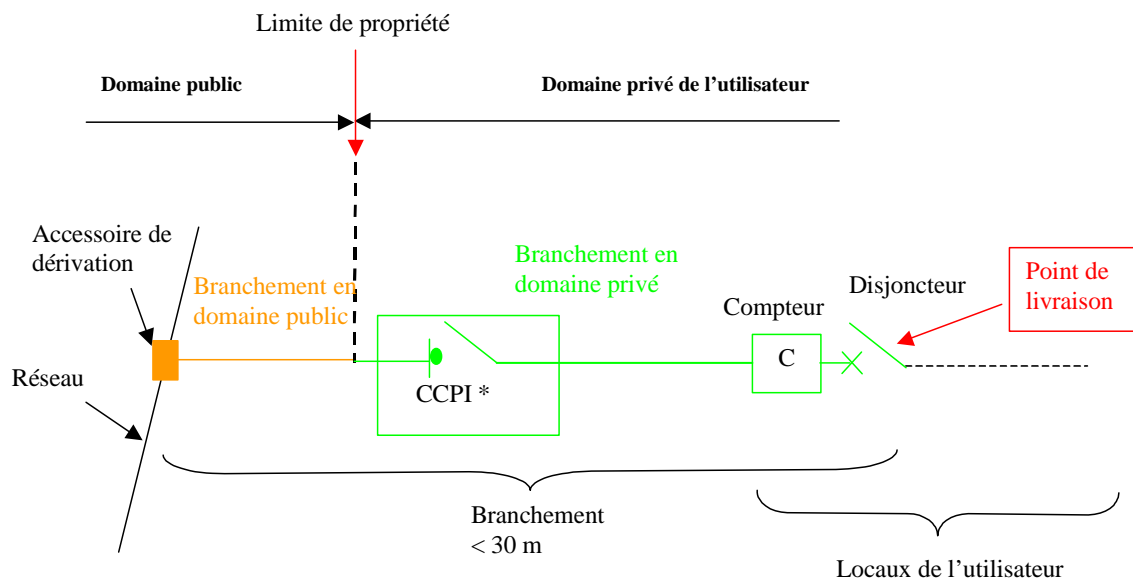 Limite de propriété
Domaine public
Domaine privé de l’utilisateur
Accessoire de
dérivation
Branchement en
domaine public
Branchement en
domaine privé
Compteur
Disjoncteur
Point de
livraison
C
CCPI *
Réseau
Branchement
< 30 m
Locaux de l’utilisateur